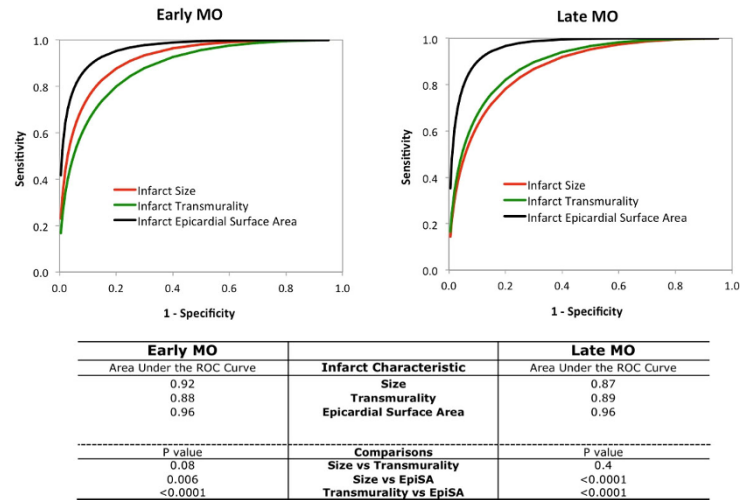 Early MO
1.0
0.8
0.6
0.4
0.2
0.0
Sensitivity
Infarct Size
Infarct Transmurality
Infarct Epicardial Surface Area
0.0 0.2 0.4 0.6 0.8 1.0
1 - Specificity
Late MO
1.0
0.8
0.6
0.4
0.2
0.0
Sensitivity
Infarct Size
Infarct Transmurality
Infarct Epicardial Surface Area
0.0 0.2 0.4 0.6 0.8 1.0
1 - Specificity
Early MO Late MO
Area Under the ROC Curve Infarct Characteristic Area Under the ROC Curve
0.92 Size 0.87
0.88 Transmurality 0.89
0.96 Epicardial Surface Area 0.96
P value Comparisons P value
0.08 Size vs Transmurality 0.4
0.006 Size vs EpiSA <0.0001
<0.0001 Transmurality vs EpiSA <0.0001